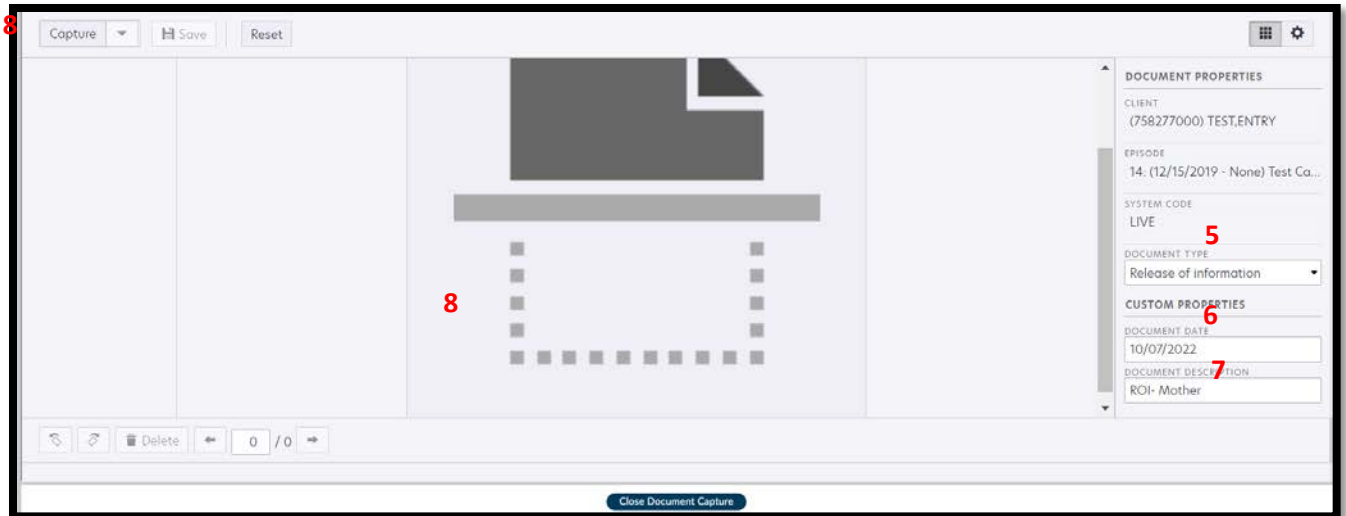 8
Capture Save Reset
DOCUMENT PROPERTIES
CLIENT
(758277000) TEST,ENTRY
EPISODE
14: (12/15/2019 - None) Test Ca...
SYSTEM CODE
LIVE
5
DOCUMENT TYPE
Release of information
8
CUSTOM PROPERTIES
6
DOCUMENT DATE
10/07/2022
7
DOCUMENT DESCRIPTION
ROI- Mother
Delete 0 / 0
Close Document Capture